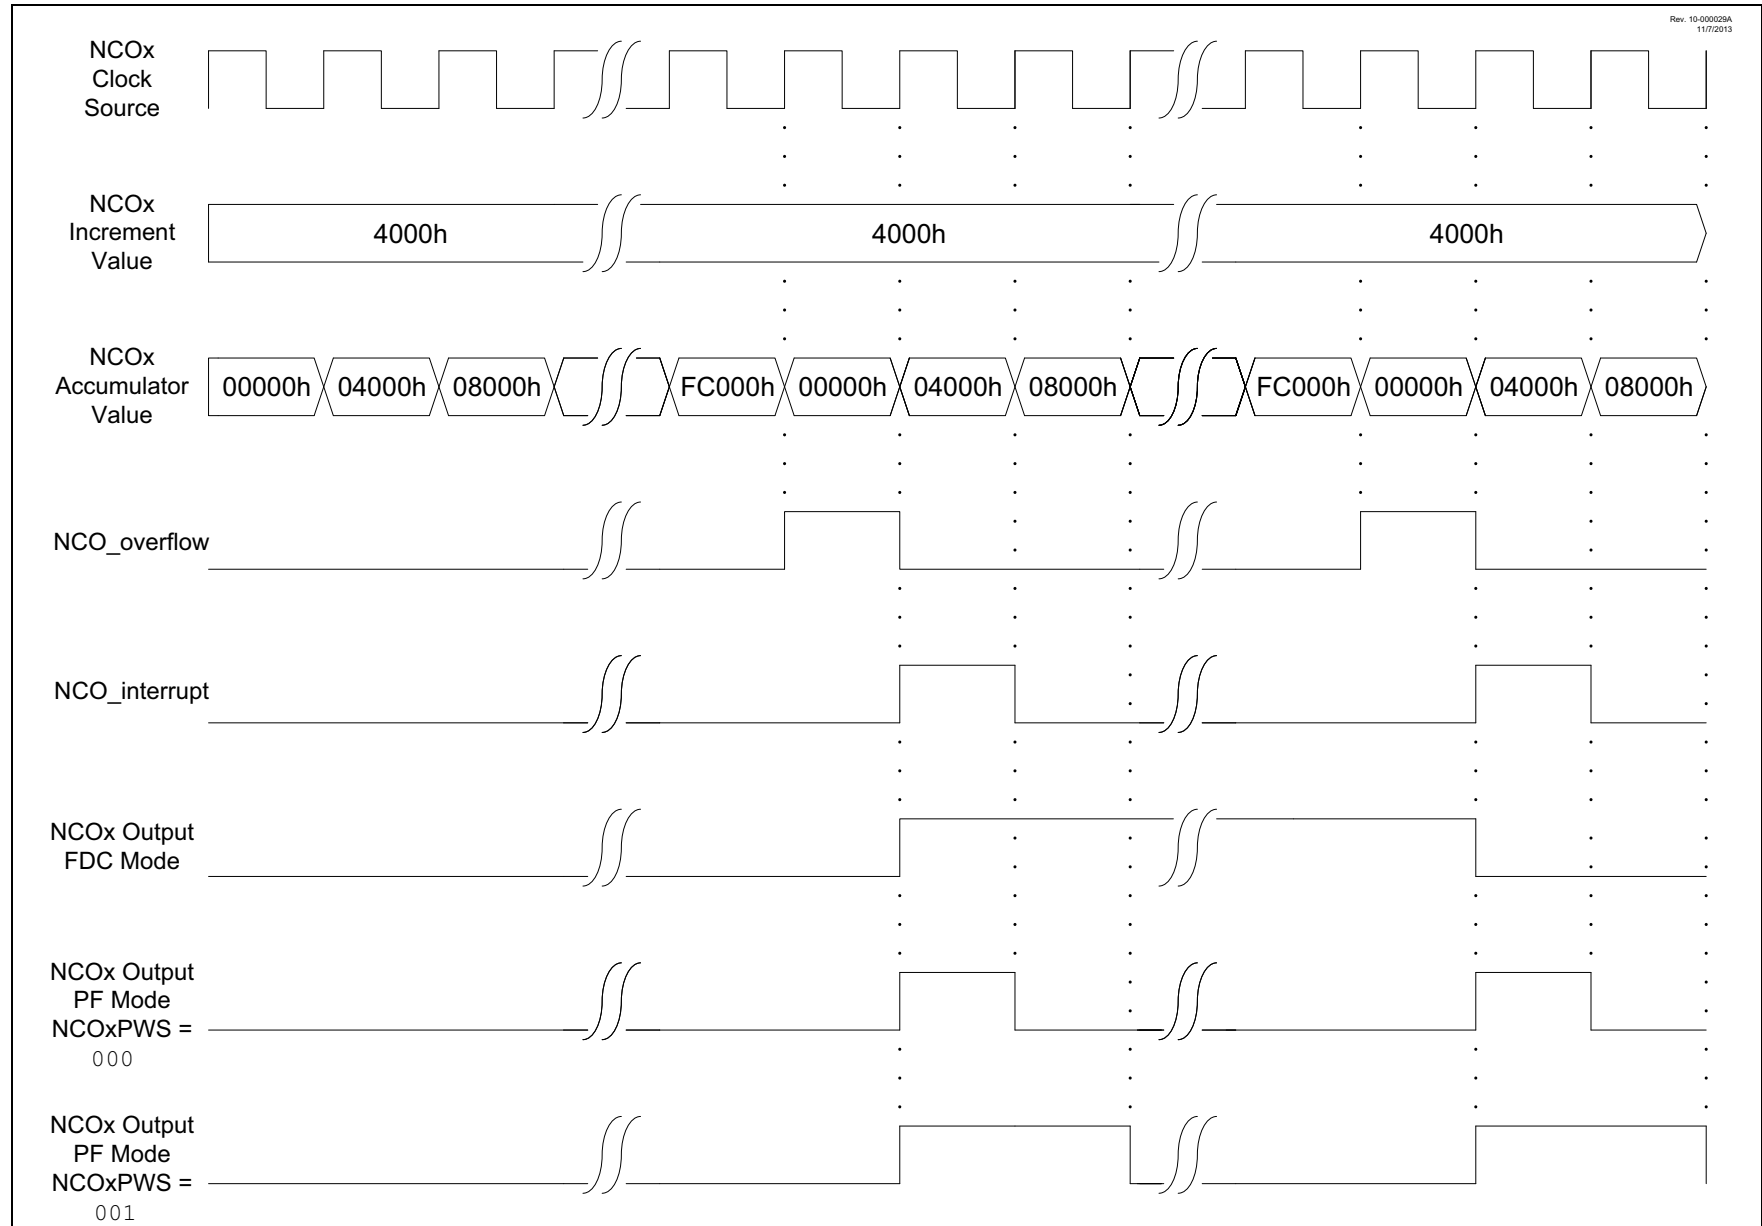 Rev. 10-000029A
11/7/2013
NCOx
Clock
Source
NCOx
Increment
Value
4000h
4000h
4000h
NCOx
Accumulator
Value
00000h
04000h
08000h
FC000h
00000h
04000h
08000h
FC000h
00000h
04000h
08000h
NCO_overflow
NCO_interrupt
NCOx Output
FDC Mode
NCOx Output
PF Mode
NCOxPWS =
000
NCOx Output
PF Mode
NCOxPWS =
001